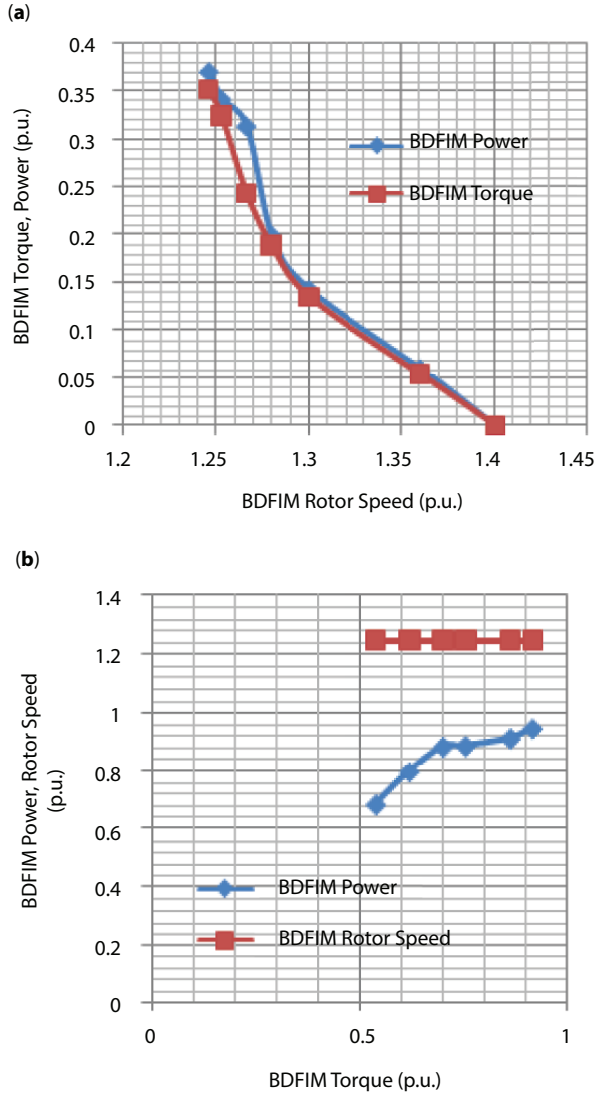 (a)
0.4
0.35
0.3
0.25
0.2
0.15
0.1
0.05
0
BDFIM Torque, Power (p.u.)
BDFIM Power
BDFIM Torque
1.2 1.25 1.3 1.35 1.4 1.45
BDFIM Rotor Speed (p.u.)
(b)
1.4
1.2
1
0.8
0.6
0.4
0.2
0
BDFIM Power, Rotor Speed
(p.u.)
BDFIM Power
BDFIM Rotor Speed
0 0.5 1
BDFIM Torque (p.u.)